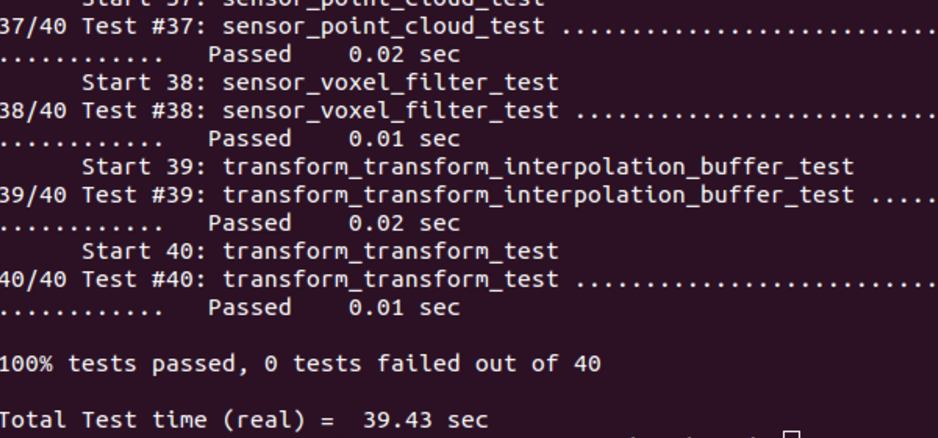 Start 37: sensor_point_cloud_test
37/40 Test #37: sensor_point_cloud_test ...........................
............   Passed    0.02 sec
Start 38: sensor_voxel_filter_test
38/40 Test #38: sensor_voxel_filter_test ..........................
............   Passed    0.01 sec
Start 39: transform_transform_interpolation_buffer_test
39/40 Test #39: transform_transform_interpolation_buffer_test .....
............   Passed    0.02 sec
Start 40: transform_transform_test
40/40 Test #40: transform_transform_test ..........................
............   Passed    0.01 sec
100% tests passed, 0 tests failed out of 40
Total Test time (real) =  39.43 sec